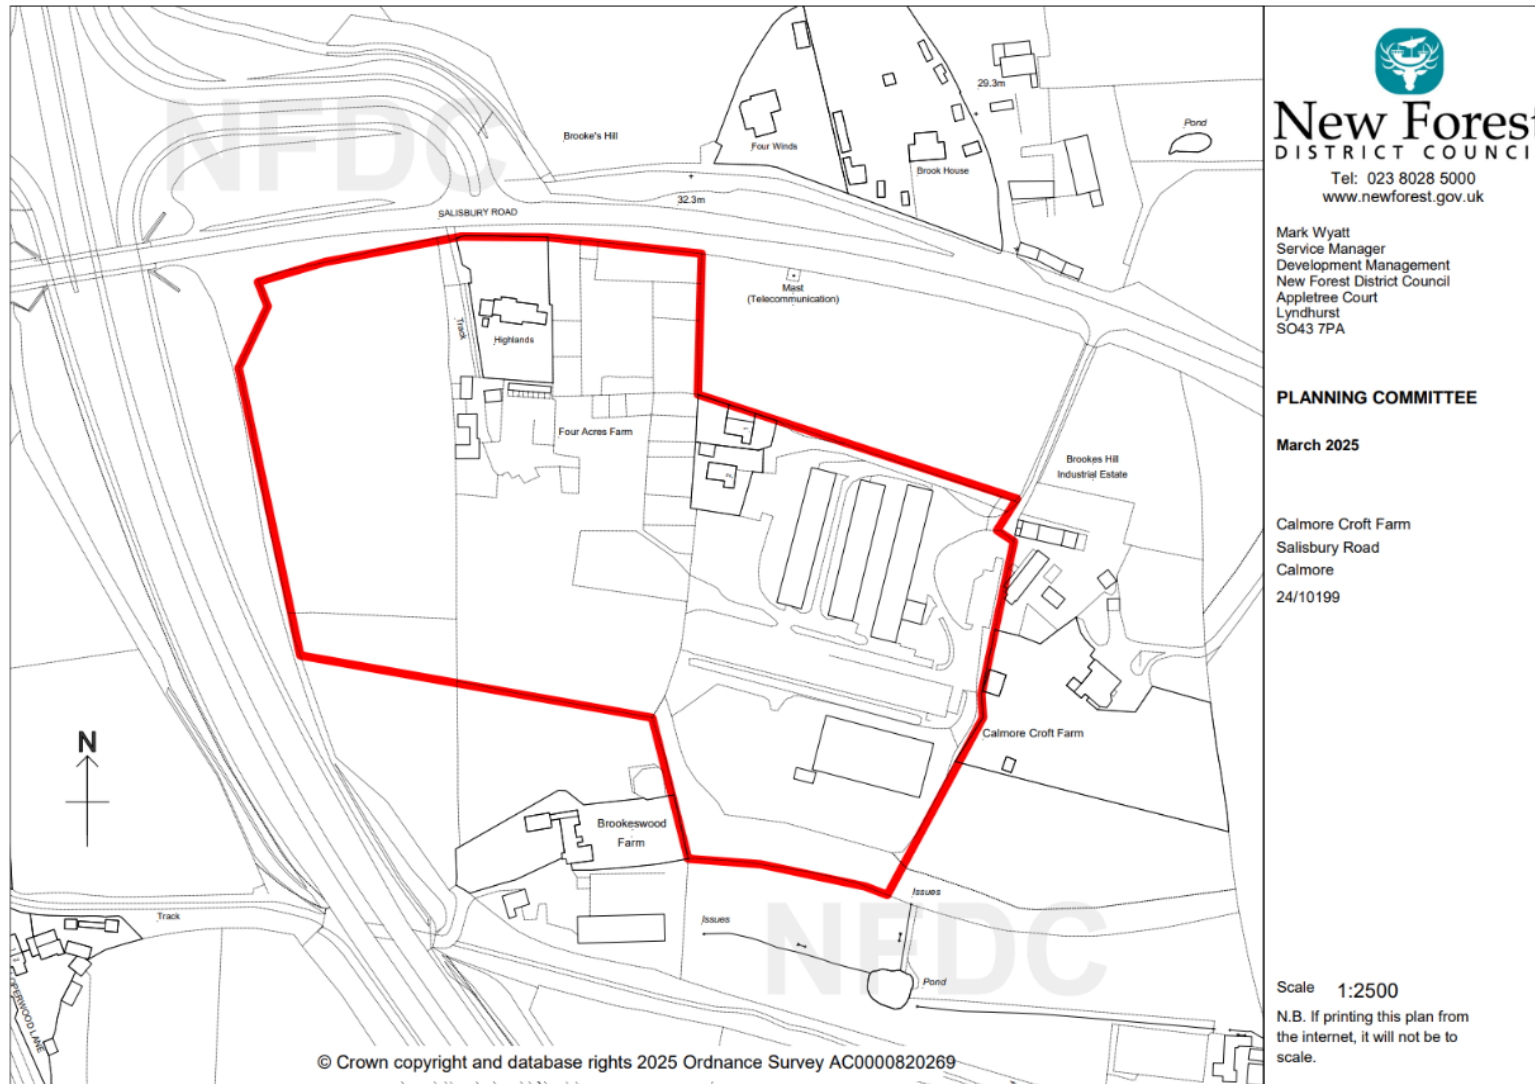 NFDC
Brooke's Hill
Four Winds
Brook House
29.3m
Pond
32.3m
SALISBURY ROAD
Mast
(Telecommunication)
Track
Highlands
Four Acres Farm
1
Brookes Hill
Industrial Estate
Calmore Croft Farm
Brookeswood
Farm
N
Track
Issues
Issues
NFDC
Pond
© Crown copyright and database rights 2025 Ordnance Survey AC0000820269
New Forest
DISTRICT COUNCI
Tel: 023 8028 5000
www.newforest.gov.uk
Mark Wyatt
Service Manager
Development Management
New Forest District Council
Appletree Court
Lyndhurst
SO43 7PA
PLANNING COMMITTEE
March 2025
Calmore Croft Farm
Salisbury Road
Calmore
24/10199
Scale 1:2500
N.B. If printing this plan from
the internet, it will not be to
scale.